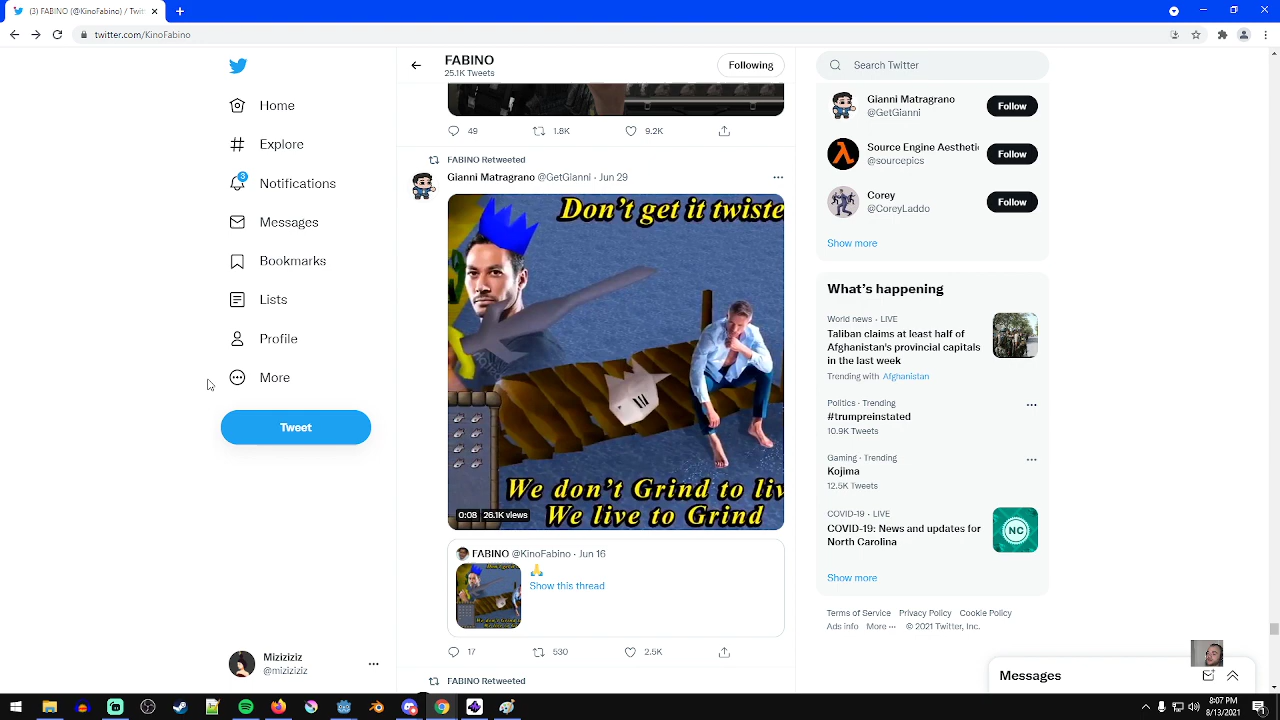 (3) FABINO (@KinoFabino) / Twit
twitter.com/KinoFabino
FABINO
25.1K Tweets
Following
Search Twitter
Home
Explore
3
Notifications
Messages
Bookmarks
Lists
Profile
More
Tweet
Miziziziz
@miziziziz
49
1.8K
9.2K
FABINO Retweeted
Gianni Matragrano @GetGianni · Jun 29
Don't get it twiste
We don't Grind to liv
We live to Grind
0:08 26.1K views
FABINO @KinoFabino · Jun 16
🙏
Show this thread
17
530
2.5K
FABINO Retweeted
Gianni Matragrano
@GetGianni
Follow
Source Engine Aestheti
@sourcepics
Follow
Corey
@CoreyLaddo
Follow
Show more
What's happening
World news · LIVE
Taliban claims at least half of
Afghanistan's provincial capitals
in the last week
Trending with Afghanistan
Politics · Trending
#trumpreinstated
10.9K Tweets
Gaming · Trending
Kojima
12.5K Tweets
COVID-19 · LIVE
COVID-19: News and updates for
North Carolina
NC
Show more
Terms of Service Privacy Policy Cookie Policy
Ads info More ··· © 2021 Twitter, Inc.
Messages
8:07 PM
8/13/2021